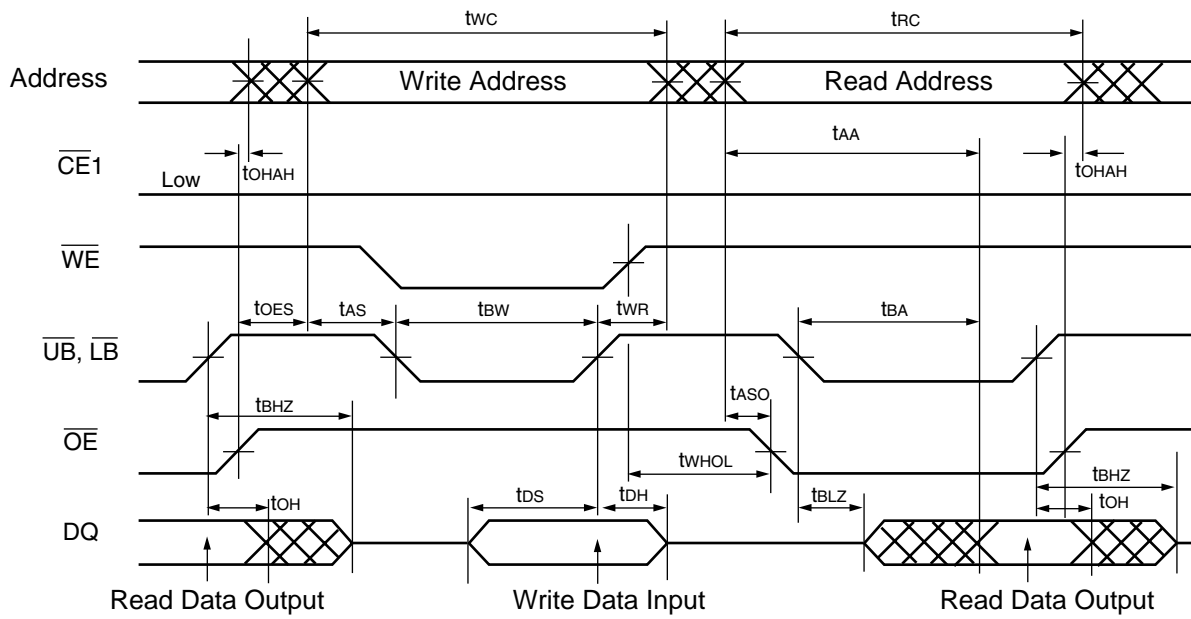 tWC
tRC
Address
Write Address
Read Address
tAA
CE1
tOHAH
tOHAH
Low
WE
tOES
tAS
tBW
tWR
tBA
UB, LB
tBHZ
tASO
OE
tWHOL
tBHZ
tOH
tDS
tDH
tBLZ
tOH
DQ
Read Data Output
Write Data Input
Read Data Output